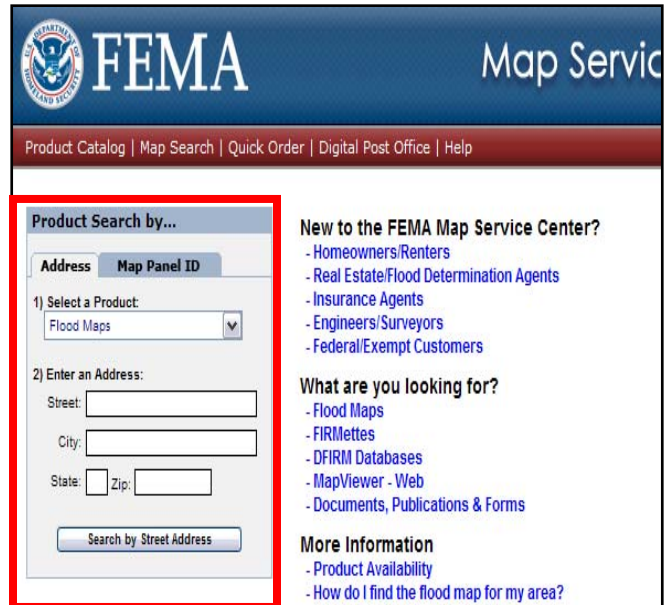 FEMA
Map Servic
Product Catalog | Map Search | Quick Order | Digital Post Office | Help
Product Search by...
Address Map Panel ID
1) Select a Product:
Flood Maps
2) Enter an Address:
Street:
City:
State: Zip:
Search by Street Address
New to the FEMA Map Service Center?
- Homeowners/Renters
- Real Estate/Flood Determination Agents
- Insurance Agents
- Engineers/Surveyors
- Federal/Exempt Customers
What are you looking for?
- Flood Maps
- FIRMettes
- DFIRM Databases
- MapViewer - Web
- Documents, Publications & Forms
More Information
- Product Availability
- How do I find the flood map for my area?